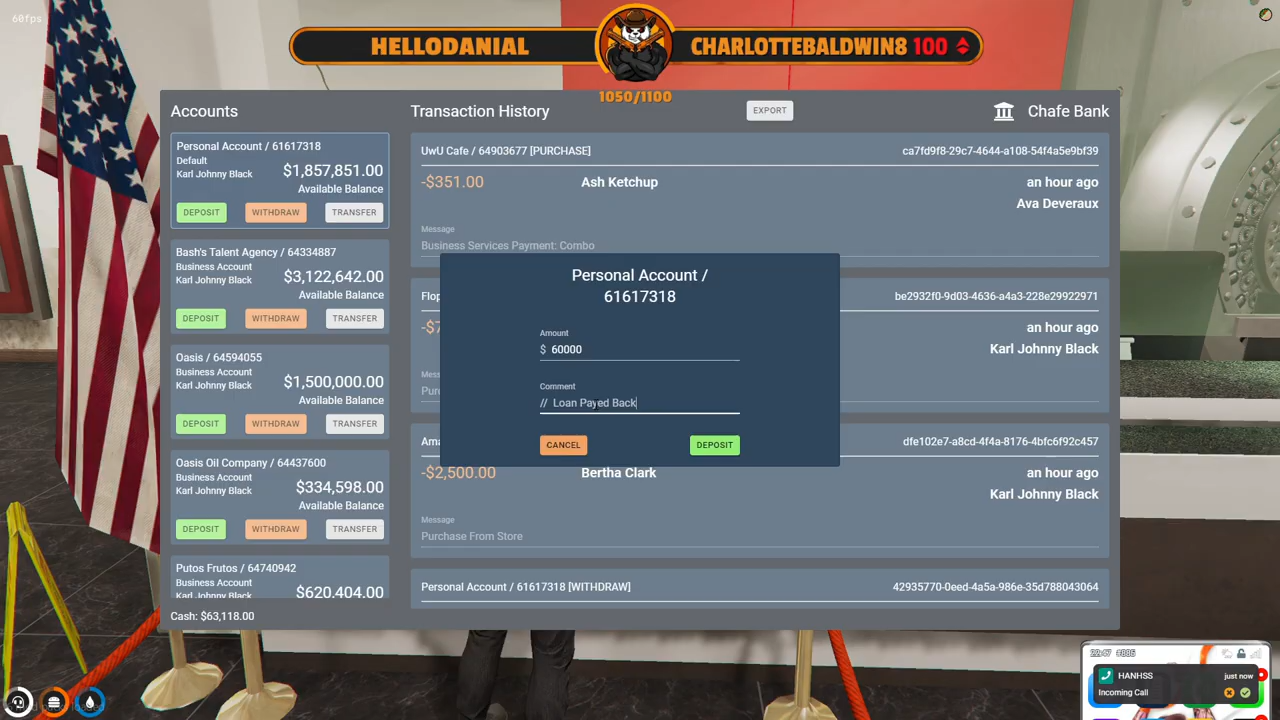 60fps
HELLODANIAL
CHARLOTTEBALDWIN8 100
1050/1100
Accounts
Transaction History
EXPORT
Chafe Bank
Personal Account / 61617318
Default
Karl Johnny Black
$1,857,851.00
Available Balance
DEPOSIT
WITHDRAW
TRANSFER
Bash's Talent Agency / 64334887
Business Account
Karl Johnny Black
$3,122,642.00
Available Balance
DEPOSIT
WITHDRAW
TRANSFER
Oasis / 64594055
Business Account
Karl Johnny Black
$1,500,000.00
Available Balance
DEPOSIT
WITHDRAW
TRANSFER
Oasis Oil Company / 64437600
Business Account
Karl Johnny Black
$334,598.00
Available Balance
DEPOSIT
WITHDRAW
TRANSFER
Putos Frutos / 64740942
Business Account
Karl Johnny Black
$620,404.00
Cash: $63,118.00
UwU Cafe / 64903677 [PURCHASE]
ca7fd9f8-29c7-4644-a108-54f4a5e9bf39
-$351.00
Ash Ketchup
an hour ago
Ava Deveraux
Message
Business Services Payment: Combo
be2932f0-9d03-4636-a4a3-228e29922971
an hour ago
Karl Johnny Black
dfe102e7-a8cd-4f4a-8176-4bfc6f92c457
-$2,500.00
Bertha Clark
an hour ago
Karl Johnny Black
Message
Purchase From Store
Personal Account / 61617318 [WITHDRAW]
42935770-0eed-4a5a-986e-35d788043064
Personal Account /
61617318
Amount
$ 60000
Comment
// Loan Payed Back
CANCEL
DEPOSIT
22:47 #886
HANHSS
just now
Incoming Call